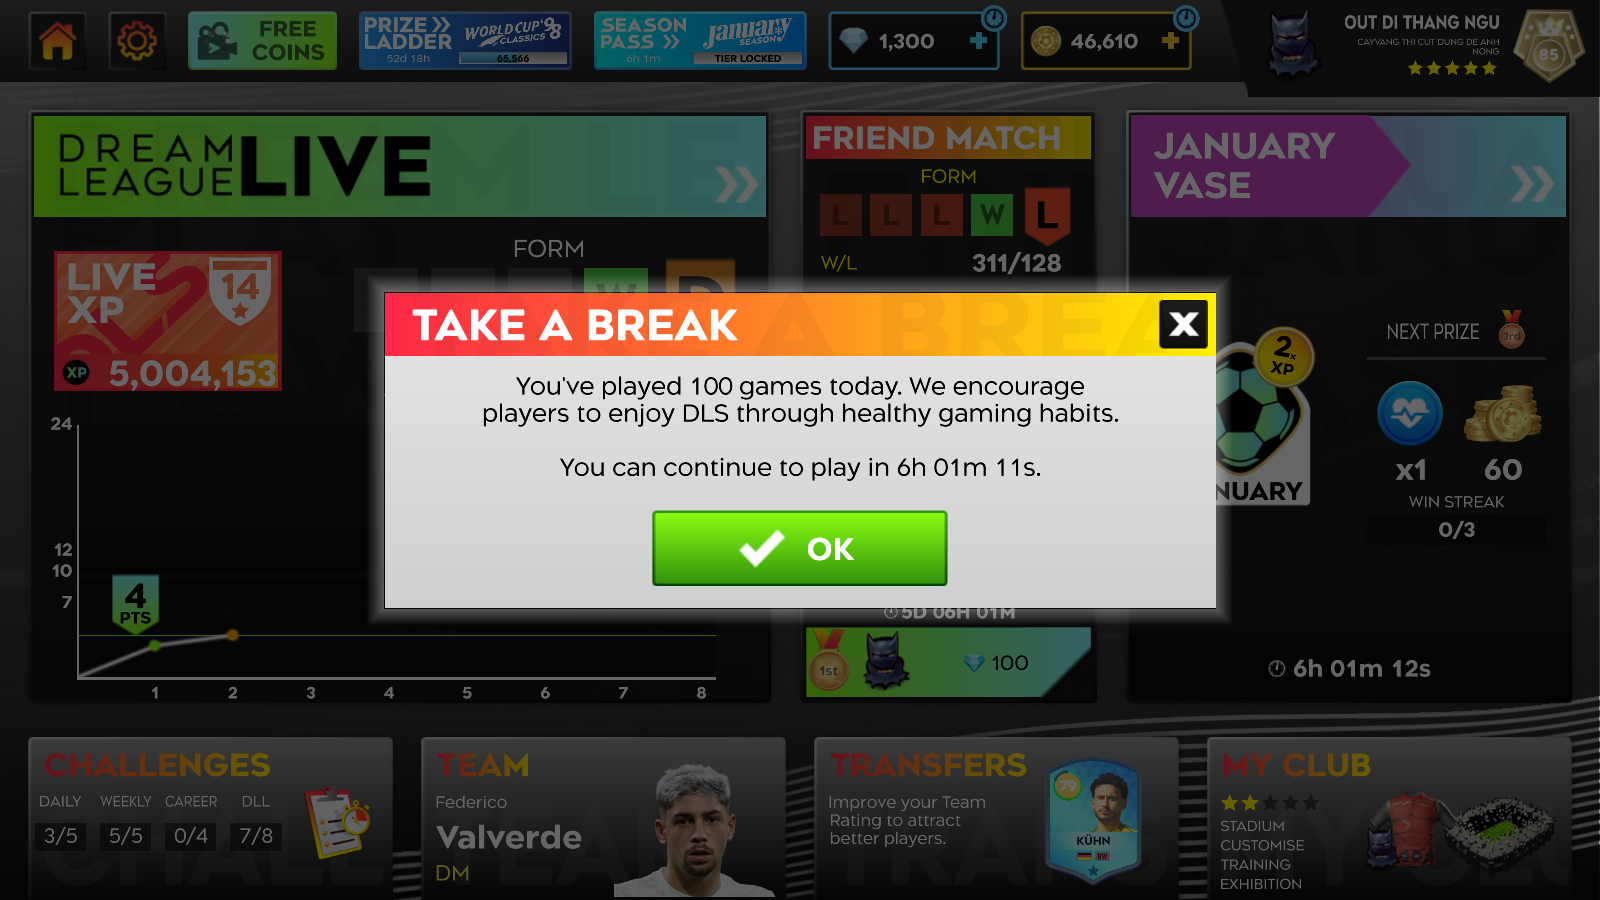 FREE
COINS
PRIZE
LADDER
52d 18h
WORLD CUP '98
CLASSICS
65,566
SEASON
PASS
6h 1m
January
SEASON
TIER LOCKED
1,300
46,610
OUT DI THANG NGU
CAYVANG THI CUT DUNG DE ANH
NONG
85
DREAM
LEAGUE LIVE
FRIEND MATCH
FORM
L L L W L
W/L 311/128
JANUARY
VASE
LIVE
XP
14
XP 5,004,153
FORM
W D
TAKE A BREAK
You've played 100 games today. We encourage
players to enjoy DLS through healthy gaming habits.
You can continue to play in 6h 01m 11s.
OK
NEXT PRIZE 3rd
2x
XP
x1 60
NUARY
WIN STREAK
0/3
24
12
10
7
4
PTS
1 2 3 4 5 6 7 8
5D 06H 01M
1st 100
6h 01m 12s
CHALLENGES
DAILY WEEKLY CAREER DLL
3/5 5/5 0/4 7/8
TEAM
Federico
Valverde
DM
TRANSFERS
Improve your Team
Rating to attract
better players.
79
KÜHN
RW
MY CLUB
STADIUM
CUSTOMISE
TRAINING
EXHIBITION